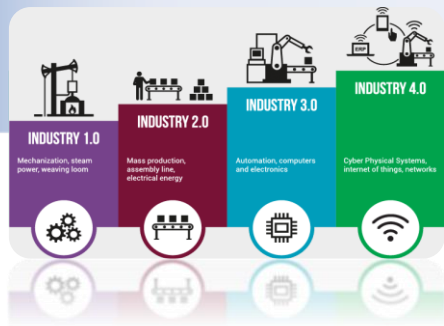 INDUSTRY 1.0
Mechanization, steam
power, weaving loom
INDUSTRY 2.0
Mass production,
assembly line,
electrical energy
INDUSTRY 3.0
Automation, computers
and electronics
ERP
INDUSTRY 4.0
Cyber Physical Systems,
internet of things, networks